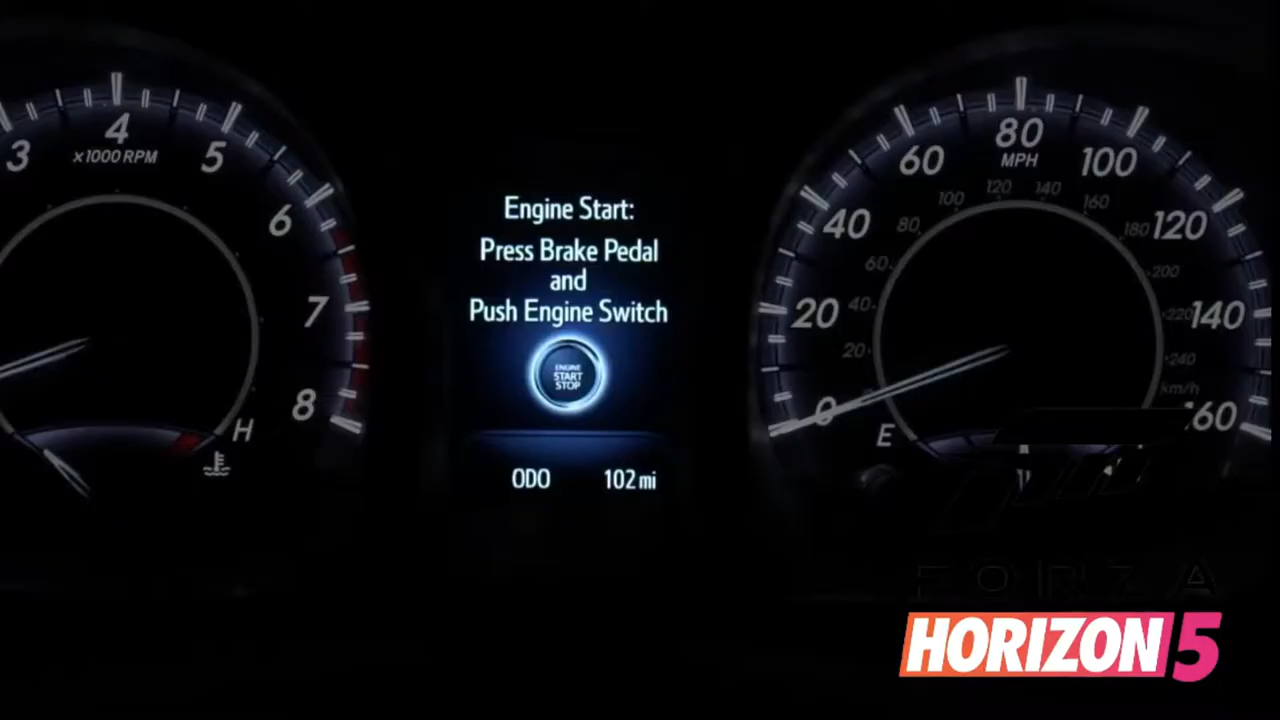 3
4
×1000 RPM
5
6
7
8
H
Engine Start:
Press Brake Pedal
and
Push Engine Switch
ENGINE
START
STOP
ODO 102 mi
0
20
40
60
80
MPH
100
120
140
160
20
40
60
80
100
120
140
160
180
200
220
240
km/h
E
FORZA
HORIZON 5